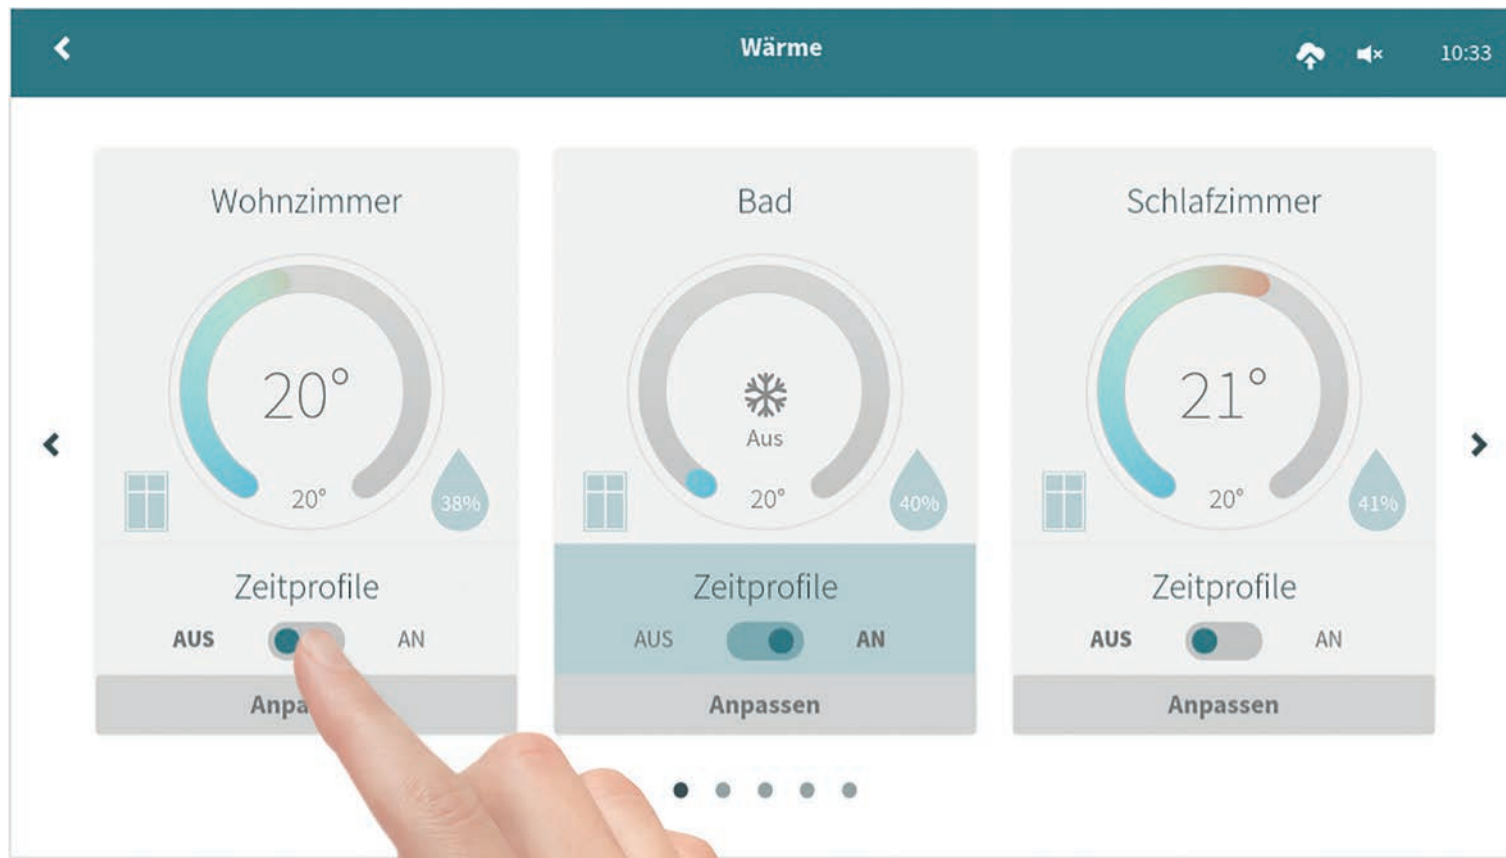 Wärme
10:33
Wohnzimmer
20°
20°
38%
Zeitprofile
AUS AN
Bad
Aus
20°
40%
Zeitprofile
AUS AN
Anpassen
Schlafzimmer
21°
20°
41%
Zeitprofile
AUS AN
Anpassen